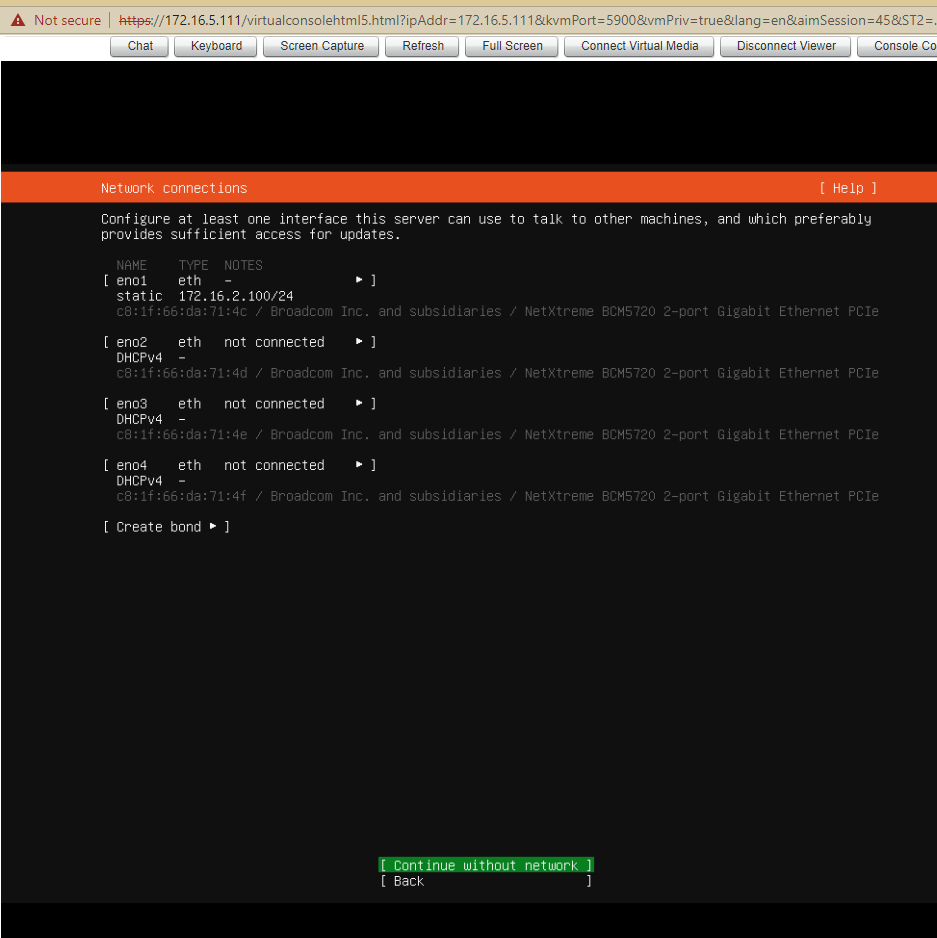 Not secure | https://172.16.5.111/virtualconsolehtml5.html?ipAddr=172.16.5.111&kvmPort=5900&vmPriv=true&lang=en&aimSession=45&ST2=.
Chat Keyboard Screen Capture Refresh Full Screen Connect Virtual Media Disconnect Viewer Console Co
Network connections [ Help ]
Configure at least one interface this server can use to talk to other machines, and which preferably
provides sufficient access for updates.
NAME TYPE NOTES
[ eno1 eth - ▸ ]
static 172.16.2.100/24
c8:1f:66:da:71:4c / Broadcom Inc. and subsidiaries / NetXtreme BCM5720 2-port Gigabit Ethernet PCIe
[ eno2 eth not connected ▸ ]
DHCPv4 -
c8:1f:66:da:71:4d / Broadcom Inc. and subsidiaries / NetXtreme BCM5720 2-port Gigabit Ethernet PCIe
[ eno3 eth not connected ▸ ]
DHCPv4 -
c8:1f:66:da:71:4e / Broadcom Inc. and subsidiaries / NetXtreme BCM5720 2-port Gigabit Ethernet PCIe
[ eno4 eth not connected ▸ ]
DHCPv4 -
c8:1f:66:da:71:4f / Broadcom Inc. and subsidiaries / NetXtreme BCM5720 2-port Gigabit Ethernet PCIe
[ Create bond ▸ ]
[ Continue without network ]
[ Back ]